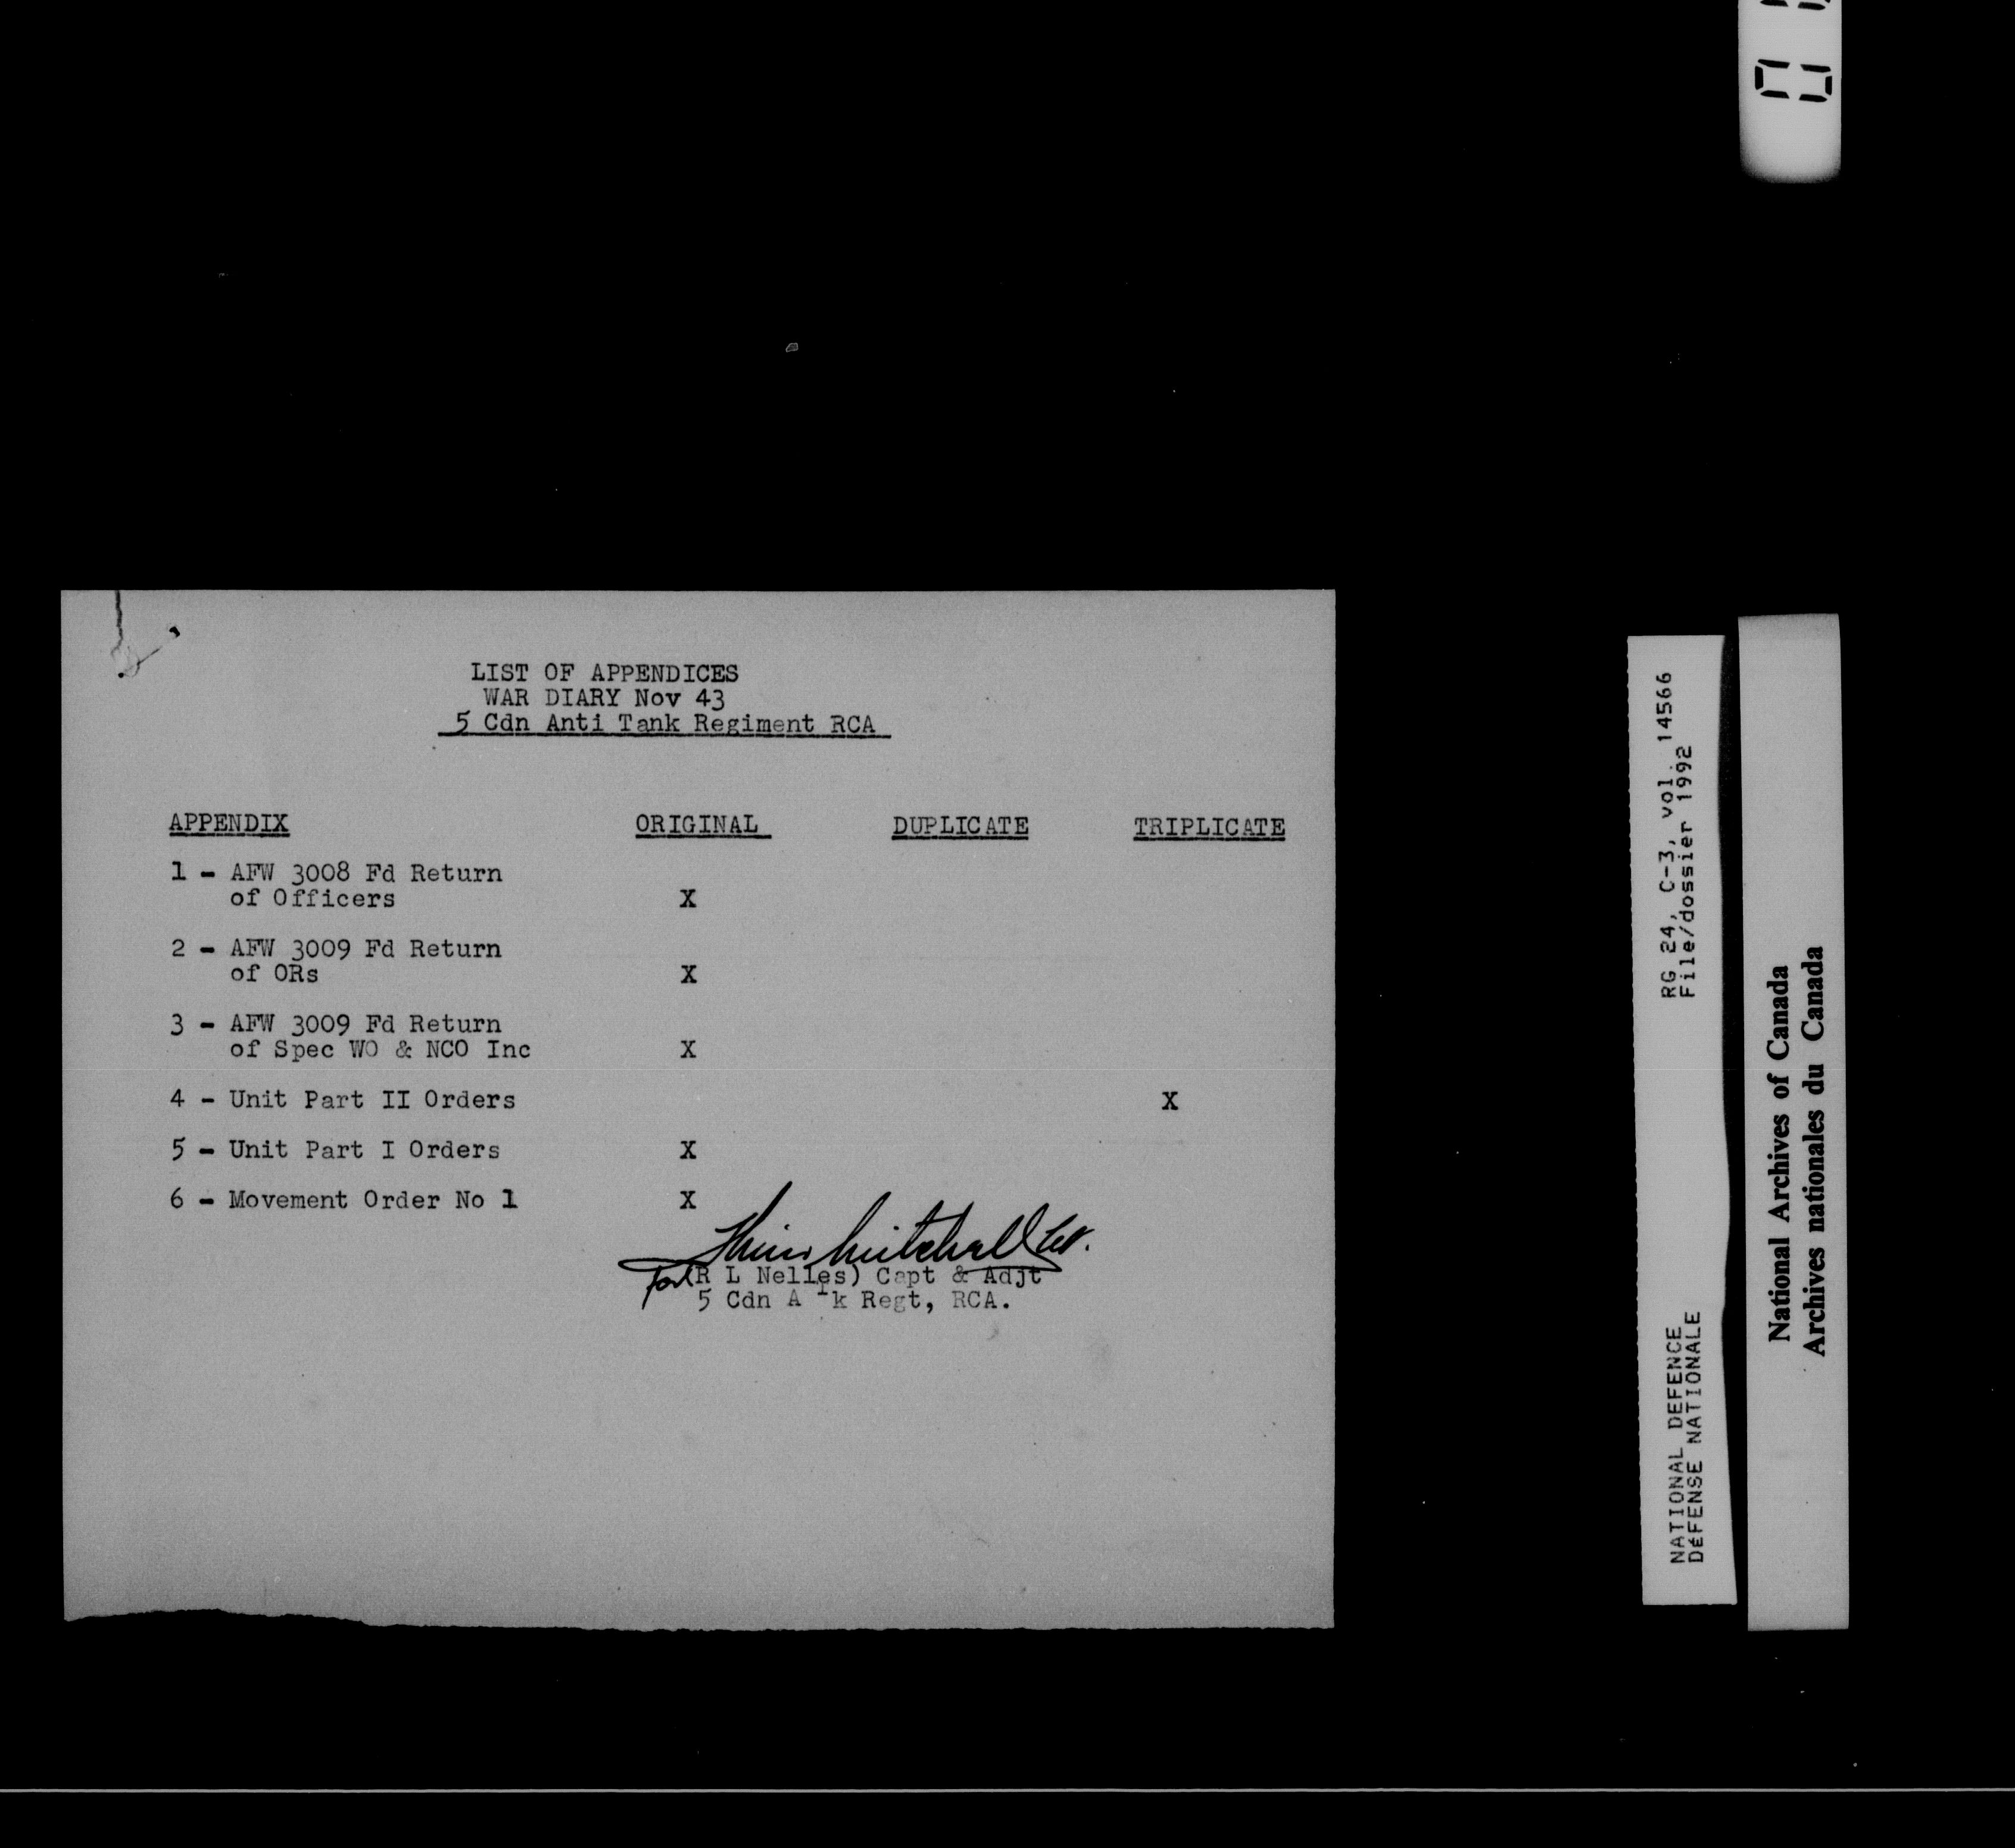 LIST OF APPENDICES
WAR DIARY Nov 43
5 Cdn Anti Tank Regiment RCA
APPENDIX ORIGINAL DUPLICATE TRIPLICATE
1 - AFW 3008 Fd Return
of Officers X
2 - AFW 3009 Fd Return
of ORs X
3 - AFW 3009 Fd Return
of Spec WO & NCO Inc X
4 - Unit Part II Orders X
5 - Unit Part I Orders X
6 - Movement Order No 1 X
Mitchell Lt.
for (R L Nelles) Capt & Adjt
5 Cdn A Tk Regt, RCA.
RG 24, C-3, vol. 14566
File/dossier 1992
NATIONAL DEFENCE
DÉFENSE NATIONALE
National Archives of Canada
Archives nationales du Canada